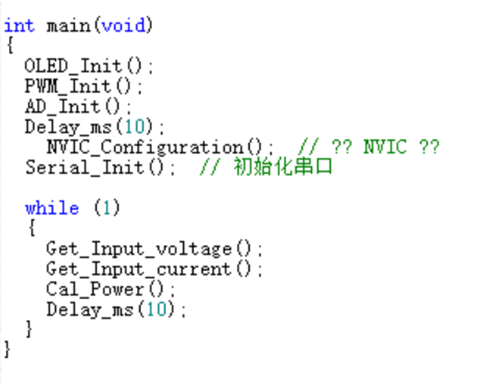 int main(void)
{
OLED_Init();
PWM_Init();
AD_Init();
Delay_ms(10);
NVIC_Configuration(); // ?? NVIC ??
Serial_Init(); // 初始化串口
while (1)
{
Get_Input_voltage();
Get_Input_current();
Cal_Power();
Delay_ms(10);
}
}